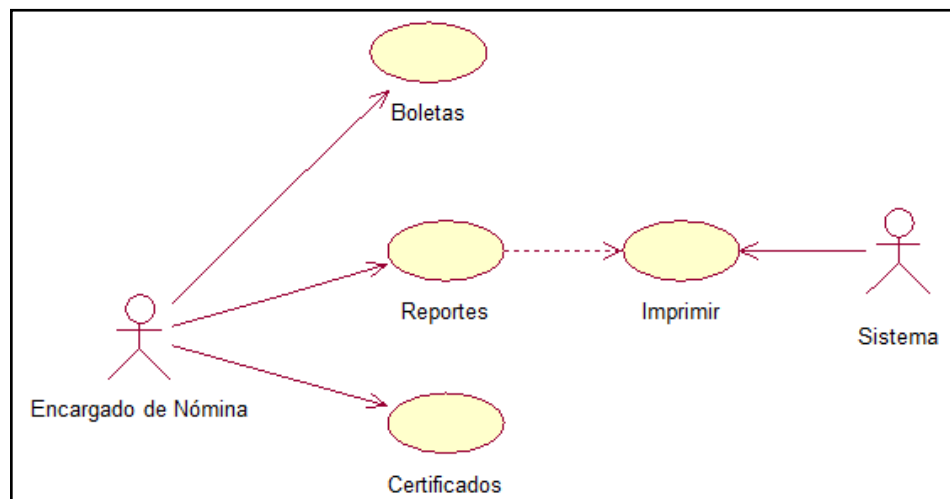 Boletas
Reportes
Imprimir
Sistema
Encargado de Nómina
Certificados